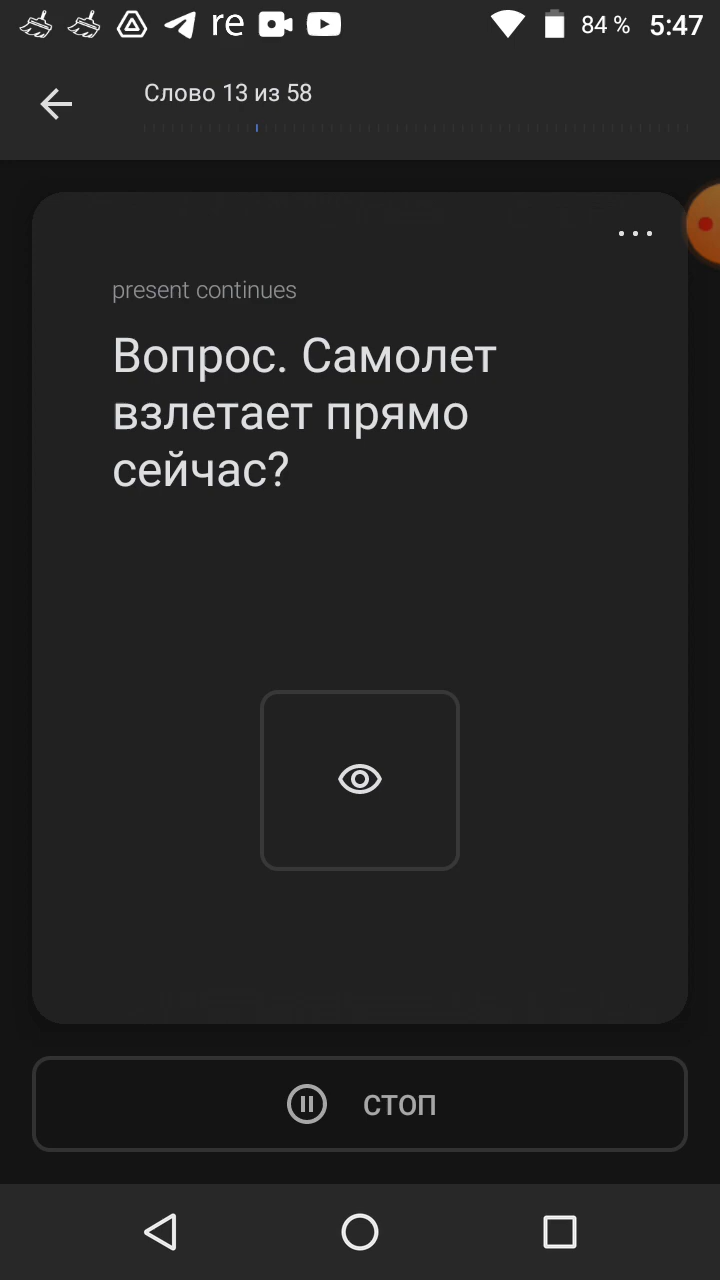 re 84 % 5:47
Слово 13 из 58
present continues
Вопрос. Самолет
взлетает прямо
сейчас?
СТОП